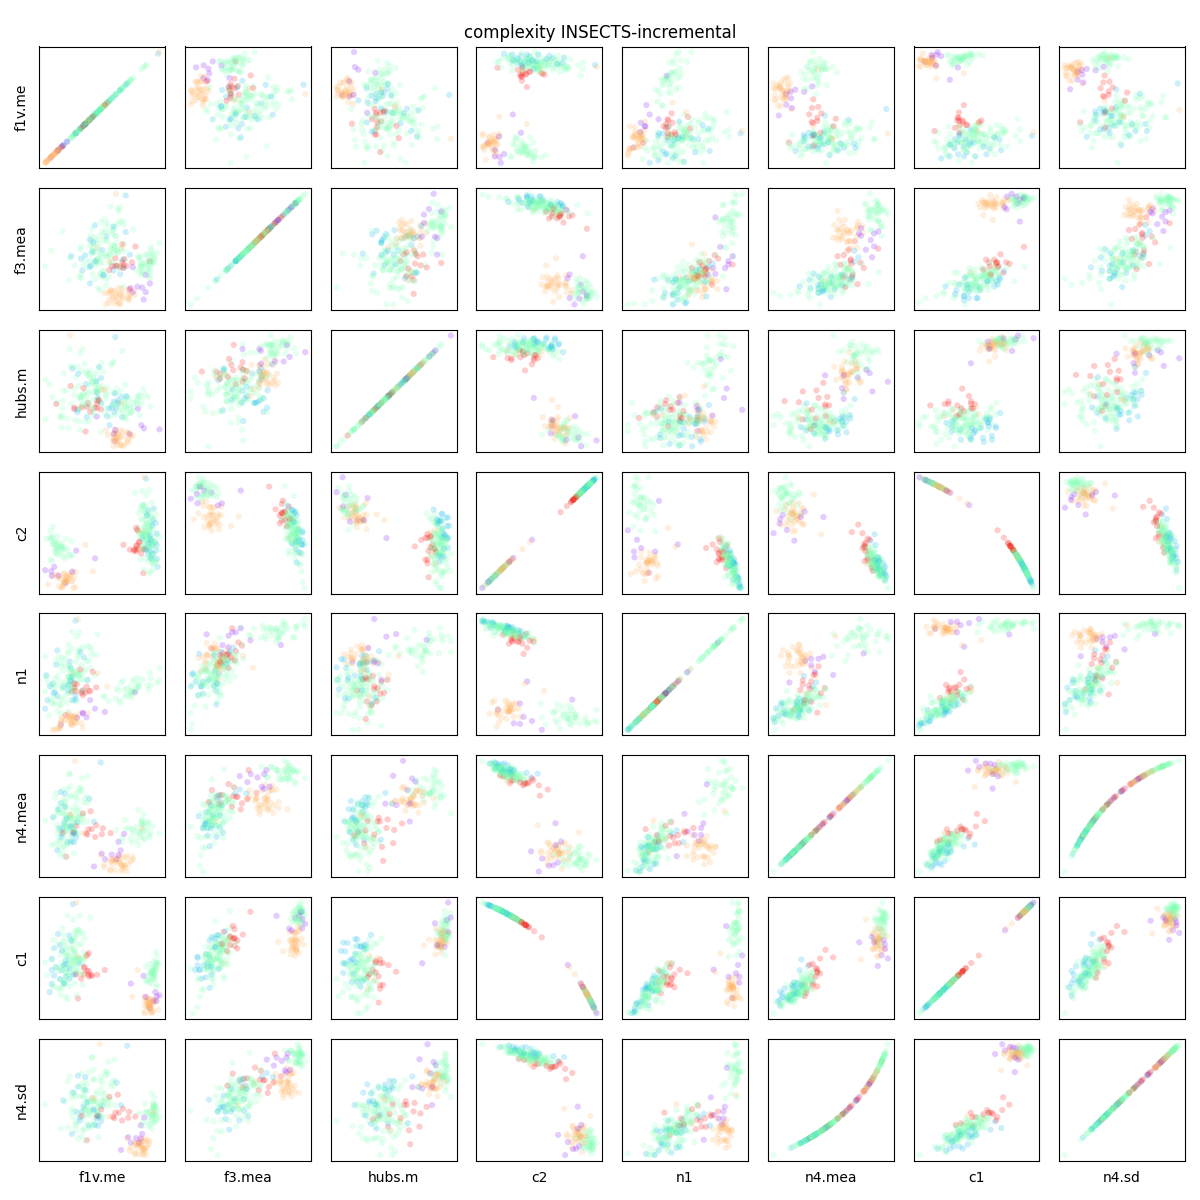 complexity INSECTS-incremental
f1v.me
f3.mea
hubs.m
c2
n1
n4.mea
c1
n4.sd
f1v.me
f3.mea
hubs.m
c2
n1
n4.mea
c1
n4.sd